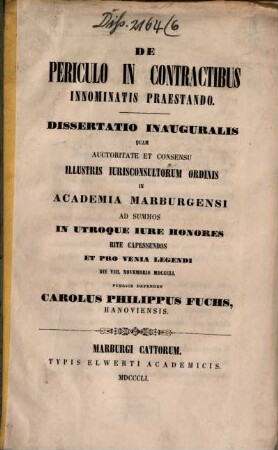 Diss. 2164/6
DE
PERICULO IN CONTRACTIBUS
INNOMINATIS PRAESTANDO.
DISSERTATIO INAUGURALIS
QUAM
AUCTORITATE ET CONSENSU
ILLUSTRIS IURISCONSULTORUM ORDINIS
IN
ACADEMIA MARBURGENSI
AD SUMMOS
IN UTROQUE IURE HONORES
RITE CAPESSENDOS
ET PRO VENIA LEGENDI
DIE VIII. NOVEMBRIS MDCCCLI.
PUBLICE DEFENDET
CAROLUS PHILIPPUS FUCHS,
HANOVIENSIS.
MARBURGI CATTORUM.
TYPIS ELWERTI ACADEMICIS.
MDCCCLI.